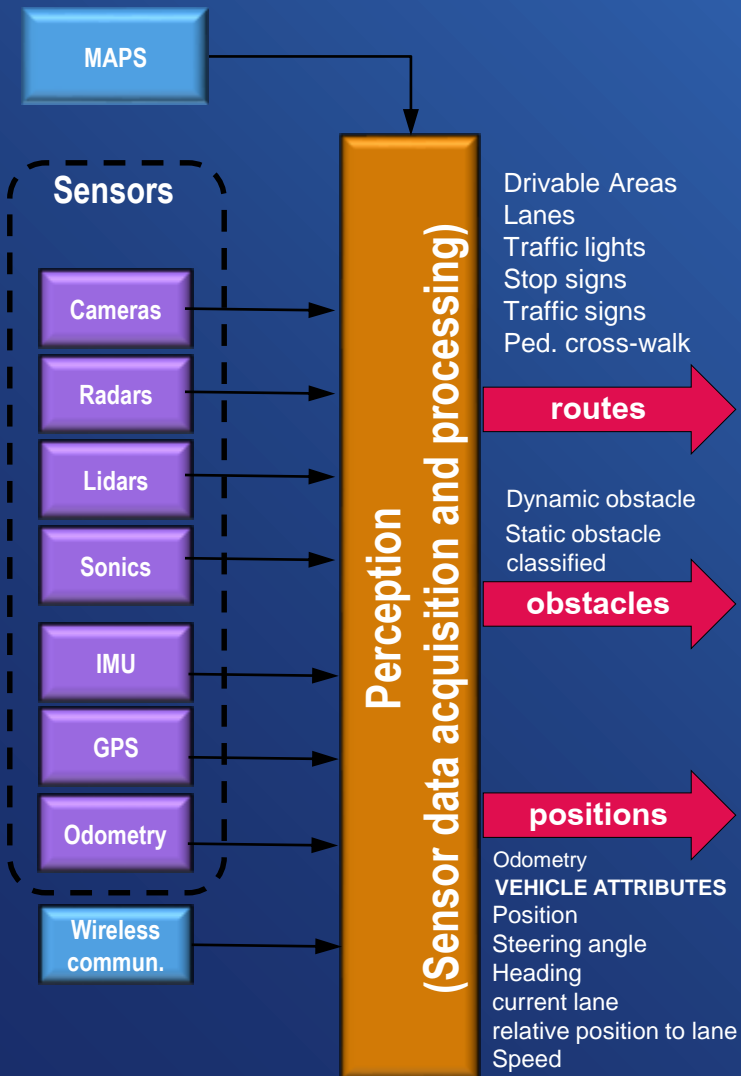 MAPS
Sensors
Cameras
Radars
Lidars
Sonics
IMU
GPS
Odometry
Wireless
commun.
Perception
(Sensor data acquisition and processing)
Drivable Areas
Lanes
Traffic lights
Stop signs
Traffic signs
Ped. cross-walk
routes
Dynamic obstacle
Static obstacle
classified
obstacles
positions
Odometry
VEHICLE ATTRIBUTES
Position
Steering angle
Heading
current lane
relative position to lane
Speed